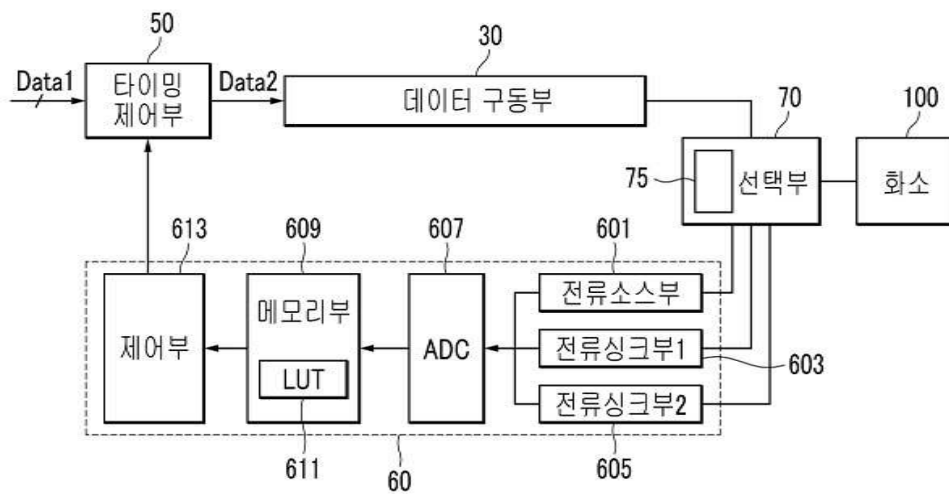 50
30
Data1
타이밍
제어부
Data2
데이터 구동부
70
100
75
선택부
화소
613
609
607
601
제어부
메모리부
LUT
ADC
전류소스부
전류싱크부1
603
전류싱크부2
611
60
605